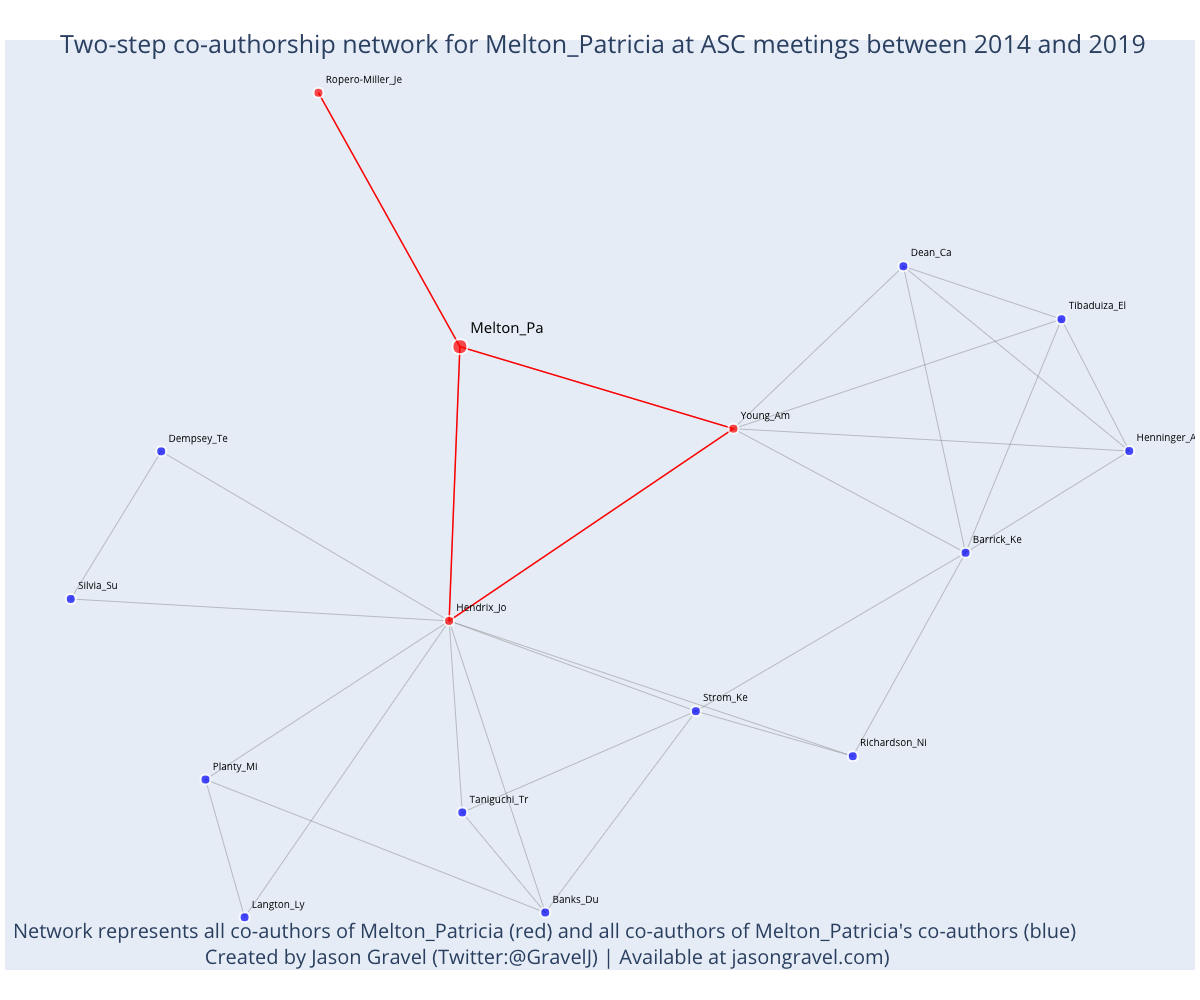 Two-step co-authorship network for Melton_Patricia at ASC meetings between 2014 and 2019
Ropero-Miller_Je
Dean_Ca
Tibaduiza_El
Melton_Pa
Young_Am
Dempsey_Te
Henninger_A
Barrick_Ke
Silvia_Su
Hendrix_Jo
Strom_Ke
Richardson_Ni
Planty_Mi
Taniguchi_Tr
Banks_Du
Langton_Ly
Network represents all co-authors of Melton_Patricia (red) and all co-authors of Melton_Patricia's co-authors (blue)
Created by Jason Gravel (Twitter:@GravelJ) | Available at jasongravel.com)